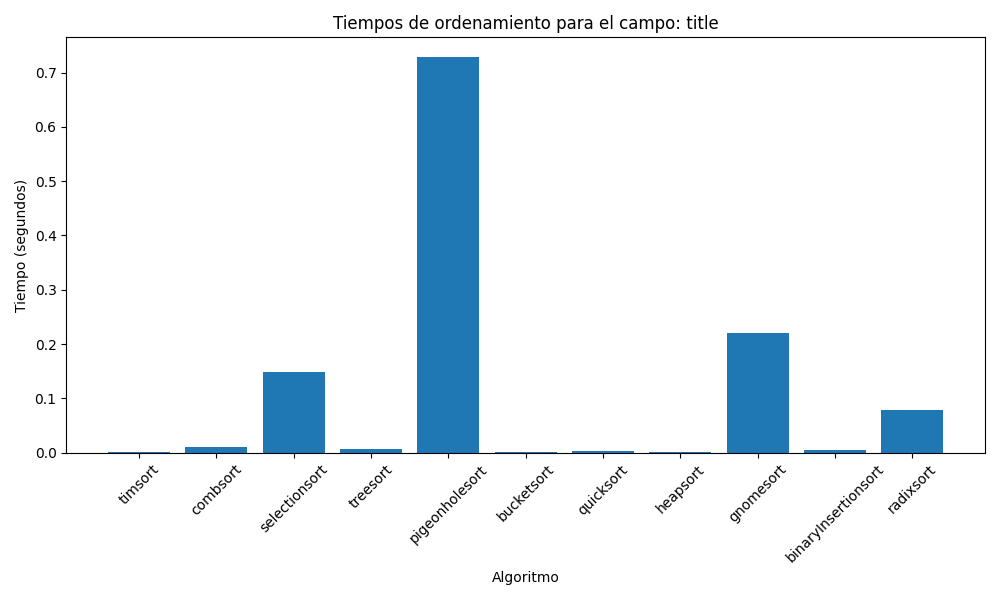 Tiempos de ordenamiento para el campo: title
Tiempo (segundos)
0.7
0.6
0.5
0.4
0.3
0.2
0.1
0.0
timsort
combsort
selectionsort
treesort
pigeonholesort
bucketsort
quicksort
heapsort
gnomesort
binaryInsertionsort
radixsort
Algoritmo